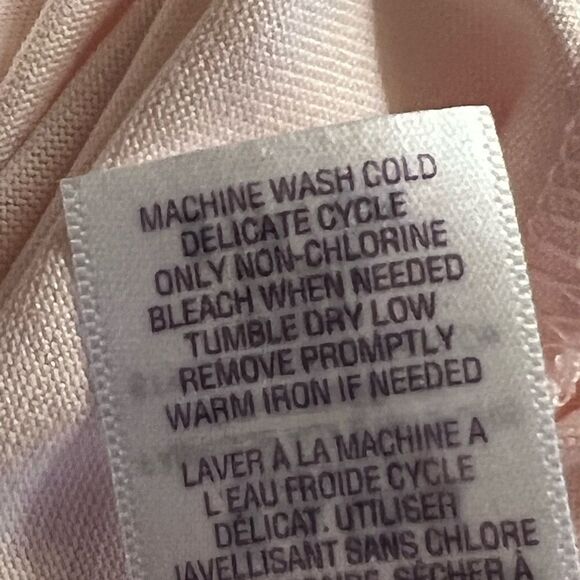 MACHINE WASH COLD
DELICATE CYCLE
ONLY NON-CHLORINE
BLEACH WHEN NEEDED
TUMBLE DRY LOW
REMOVE PROMPTLY
WARM IRON IF NEEDED
LAVER À LA MACHINE A
L'EAU FROIDE CYCLE
DÉLICAT. UTILISER
JAVELLISANT SANS CHLORE
SÉCHER À